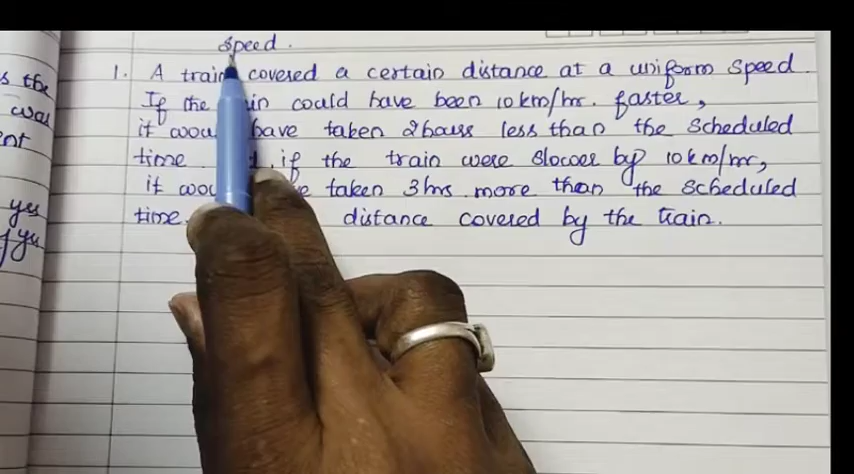 speed.
s the
was
nt
yes
f yu
1. A train covered a certain distance at a uniform speed.
If the could have been 10 km/hr. faster,
it have taken 2 hours less than the scheduled
time if the train were slower by 10 km/hr,
it taken 3 hrs more than the scheduled
time. distance covered by the train.